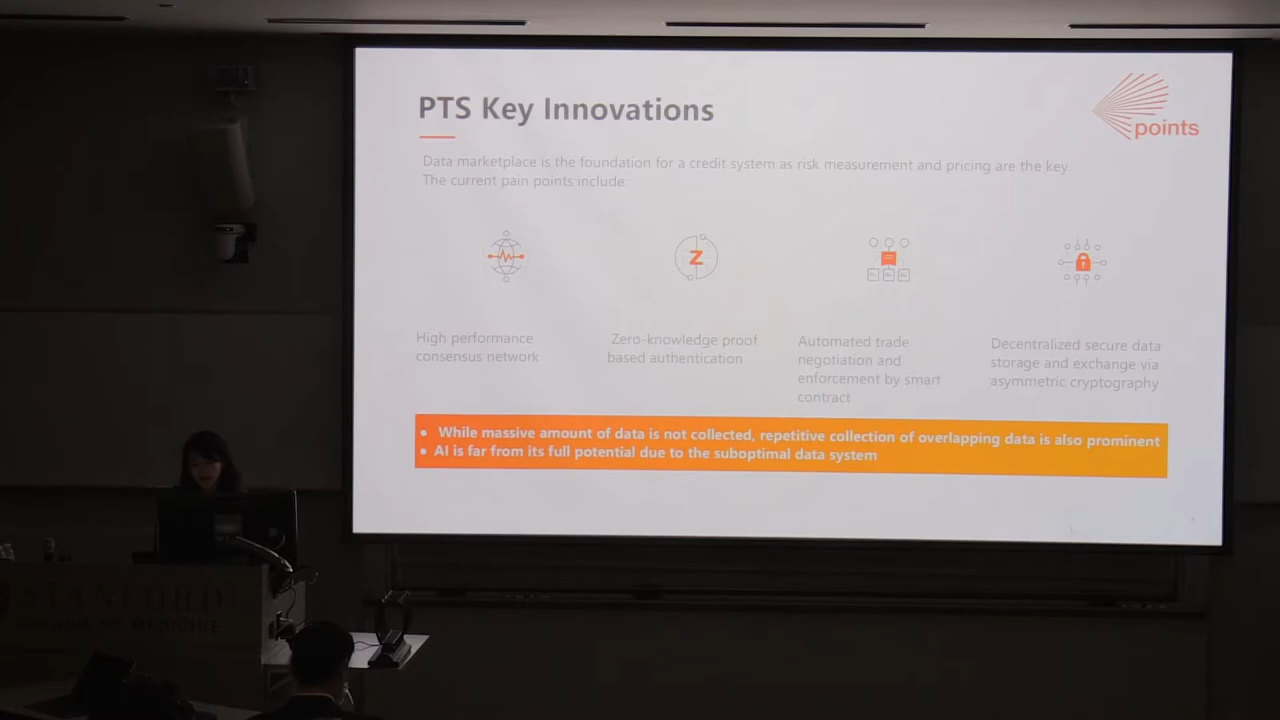 PTS Key Innovations
points
Data marketplace is the foundation for a credit system as risk measurement and pricing are the key.
The current pain points include:
Z
High performance
consensus network
Zero-knowledge proof
based authentication
Automated trade
negotiation and
enforcement by smart
contract
Decentralized secure data
storage and exchange via
asymmetric cryptography
• While massive amount of data is not collected, repetitive collection of overlapping data is also prominent
• AI is far from its full potential due to the suboptimal data system
STANFORD
MEDICINE